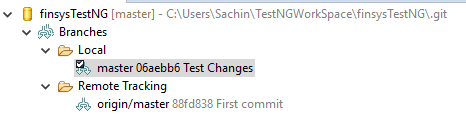 finsysTestNG [master] - C:\Users\Sachin\TestNGWorkSpace\finsysTestNG\.git
Branches
Local
master 06aebb6 Test Changes
Remote Tracking
origin/master 88fd838 First commit